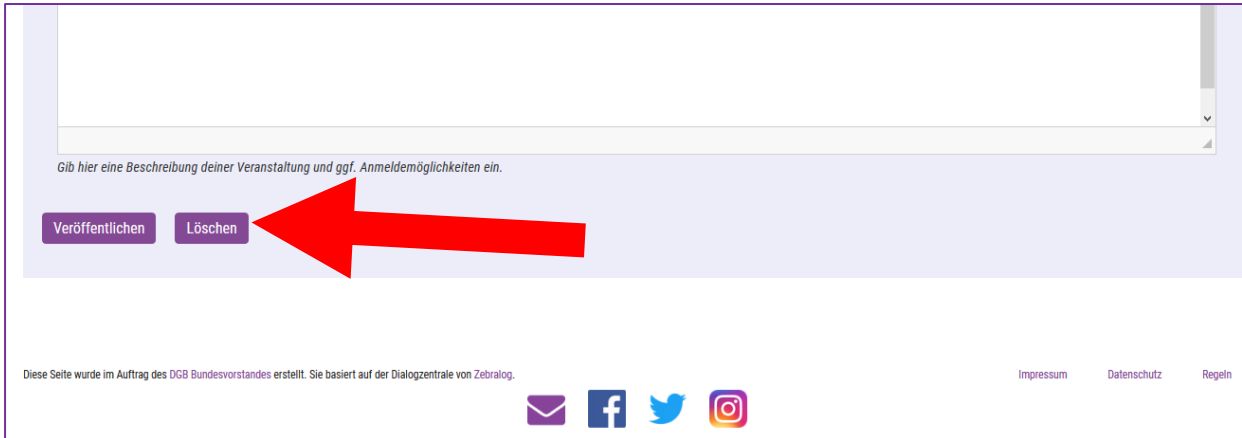 Gib hier eine Beschreibung deiner Veranstaltung und ggf. Anmeldemöglichkeiten ein.
Veröffentlichen Löschen
Diese Seite wurde im Auftrag des DGB Bundesvorstandes erstellt. Sie basiert auf der Dialogzentrale von Zebralog. Impressum Datenschutz Regeln